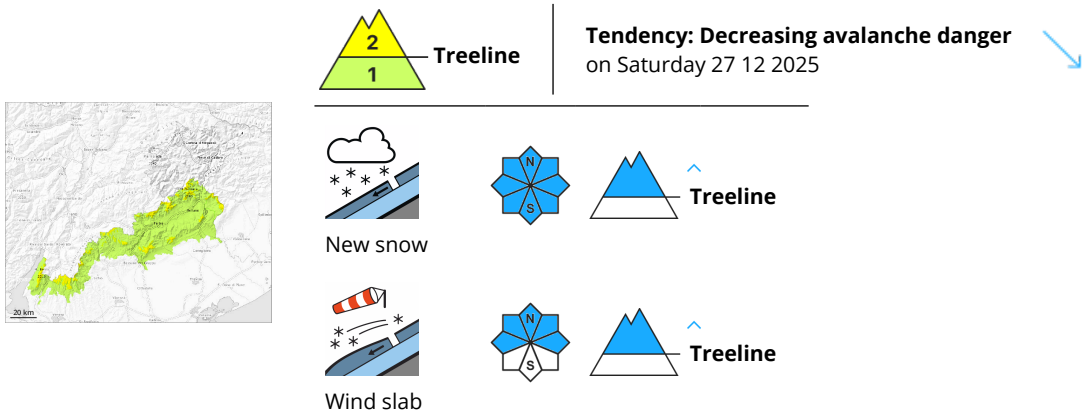 2
Treeline
1
Tendency: Decreasing avalanche danger
on Saturday 27 12 2025
20 km
N
S
Treeline
New snow
N
S
Treeline
Wind slab